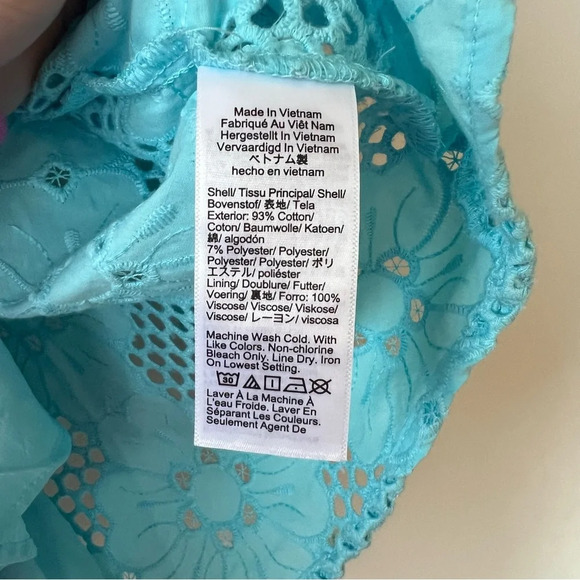 Made In Vietnam
Fabriqué Au Viêt Nam
Hergestellt In Vietnam
Vervaardigd In Vietnam
ベトナム製
hecho en vietnam
Shell/ Tissu Principal/ Shell/
Bovenstof/ 表地/ Tela
Exterior: 93% Cotton/
Coton/ Baumwolle/ Katoen/
綿/ algodón
7% Polyester/ Polyester/
Polyester/ Polyester/ ポリ
エステル/ poliéster
Lining/ Doublure/ Futter/
Voering/ 裏地/ Forro: 100%
Viscose/ Viscose/ Viskose/
Viscose/ レーヨン/ viscosa
Machine Wash Cold. With
Like Colors. Non-chlorine
Bleach Only. Line Dry. Iron
On Lowest Setting.
30
Laver À La Machine À
L'eau Froide. Laver En
Séparant Les Couleurs.
Seulement Agent De